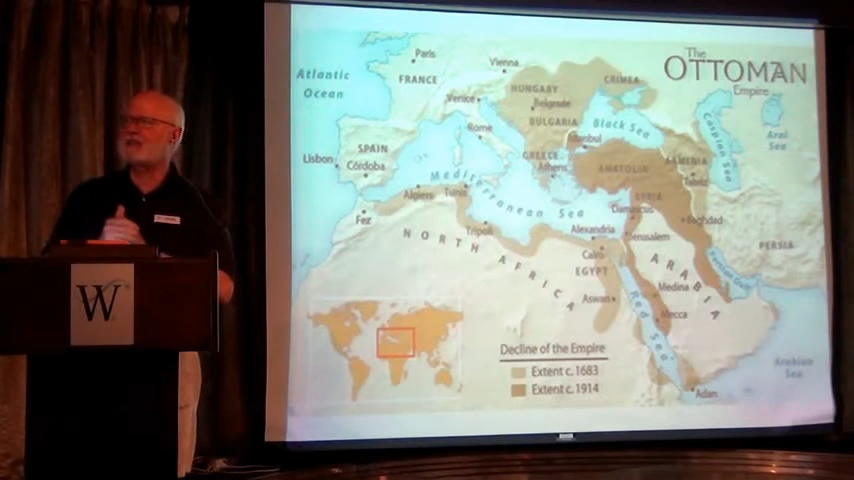 The
OTTOMAN
Empire
Paris
Atlantic
Ocean
FRANCE
Vienna
CRIMEA
HUNGARY
Venice
Belgrade
Black Sea
Caspian Sea
Aral
Sea
BULGARIA
Rome
Istanbul
SPAIN
Lisbon
Córdoba
GREECE
Athens
ANATOLIA
ARMENIA
Tabriz
Mediterranean Sea
Algiers
Tunis
SYRIA
Damascus
Baghdad
Fez
Tripoli
Alexandria
Jerusalem
PERSIA
NORTH AFRICA
Cairo
EGYPT
ARABIA
Persian Gulf
Medina
Aswan
Red Sea
Mecca
Arabian
Sea
Adan
Decline of the Empire
Extent c. 1683
Extent c. 1914
W